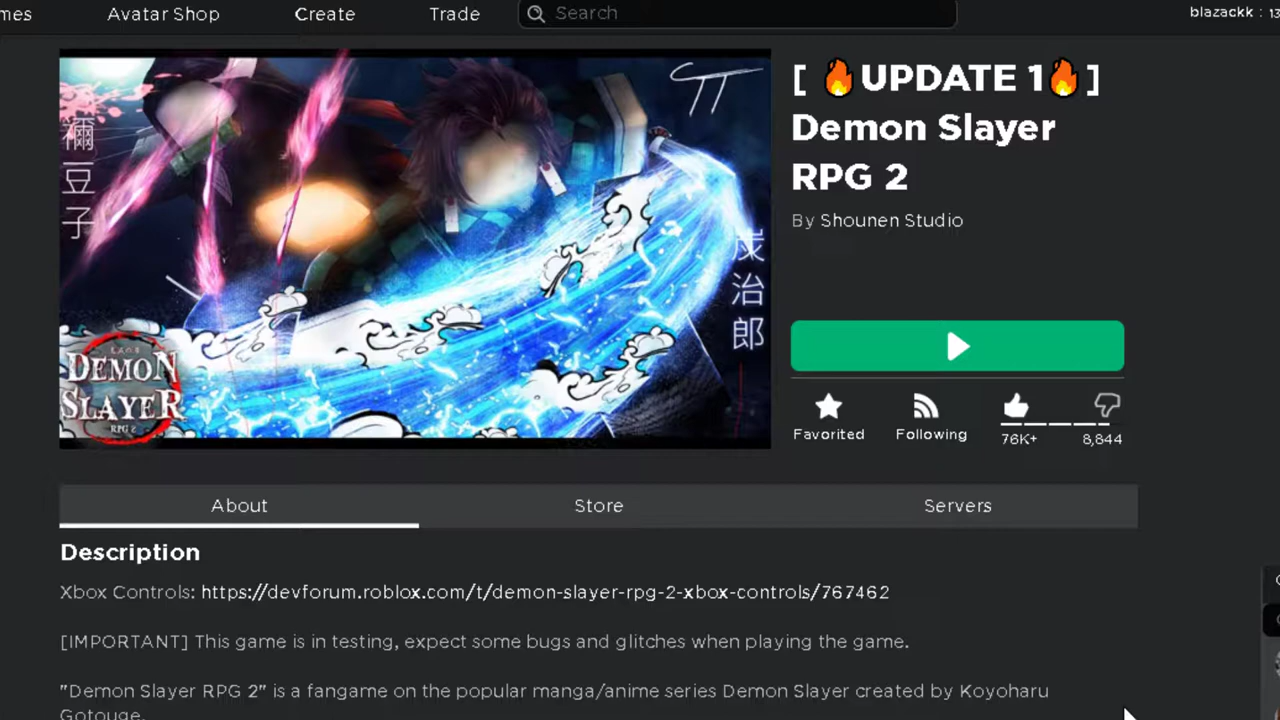 mes
Avatar Shop
Create
Trade
Search
blazackk : 13
[ 🔥UPDATE 1🔥]
Demon Slayer
RPG 2
By Shounen Studio
禰豆子
炭治郎
DEMON
SLAYER
RPG 2
Favorited
Following
76K+
8,844
About
Store
Servers
Description
Xbox Controls: https://devforum.roblox.com/t/demon-slayer-rpg-2-xbox-controls/767462
[IMPORTANT] This game is in testing, expect some bugs and glitches when playing the game.
"Demon Slayer RPG 2" is a fangame on the popular manga/anime series Demon Slayer created by Koyoharu
Gotouge.